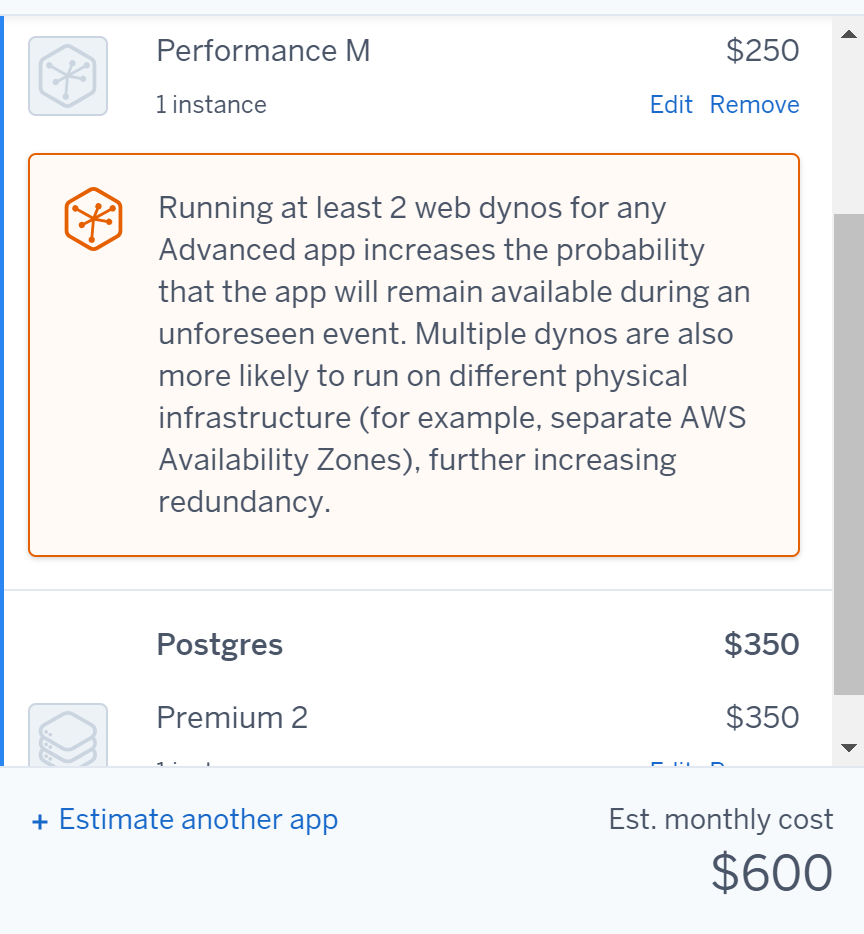 Performance M $250
1 instance Edit Remove
Running at least 2 web dynos for any
Advanced app increases the probability
that the app will remain available during an
unforeseen event. Multiple dynos are also
more likely to run on different physical
infrastructure (for example, separate AWS
Availability Zones), further increasing
redundancy.
Postgres $350
Premium 2 $350
+ Estimate another app Est. monthly cost
$600